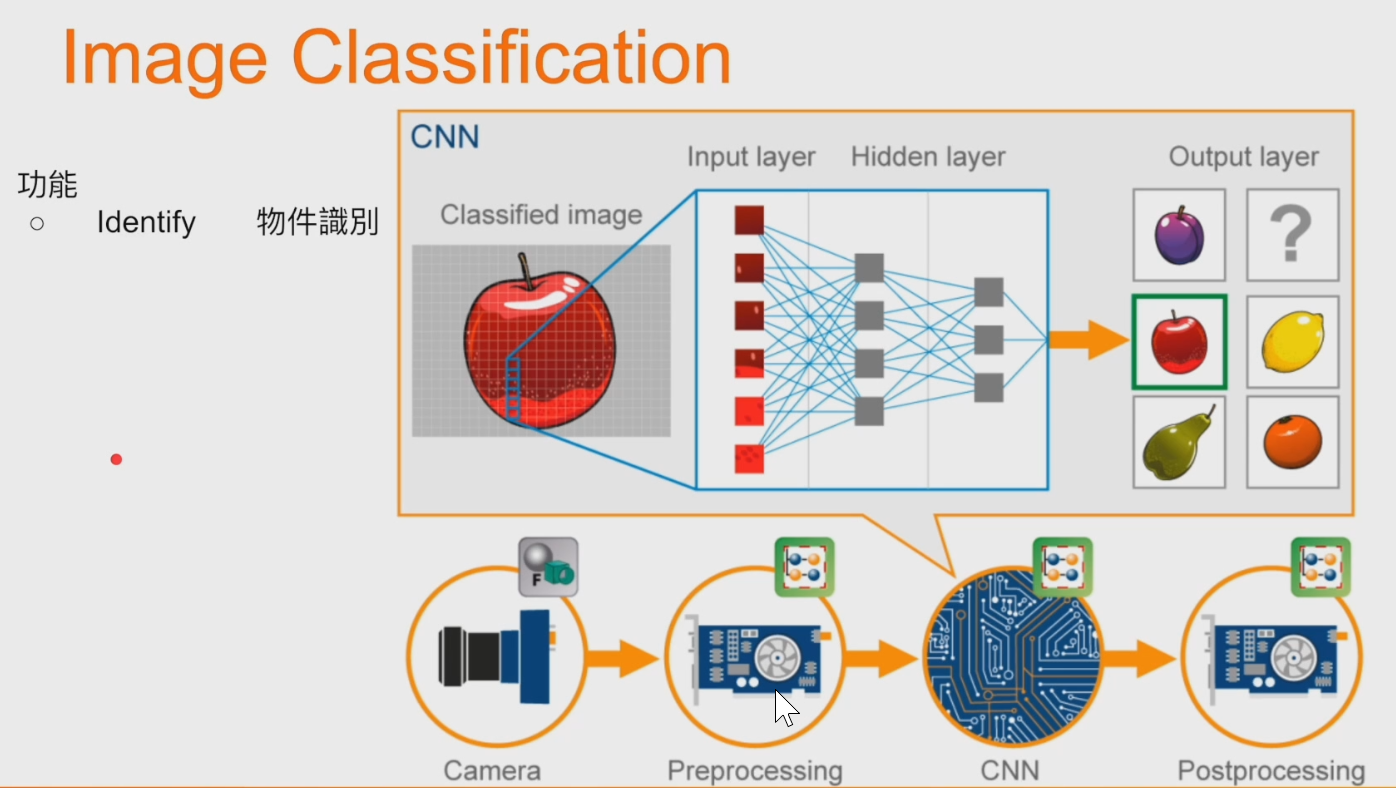 Image Classification
功能
○ Identify 物件識別
CNN
Input layer Hidden layer Output layer
Classified image
?
F
Camera Preprocessing CNN Postprocessing